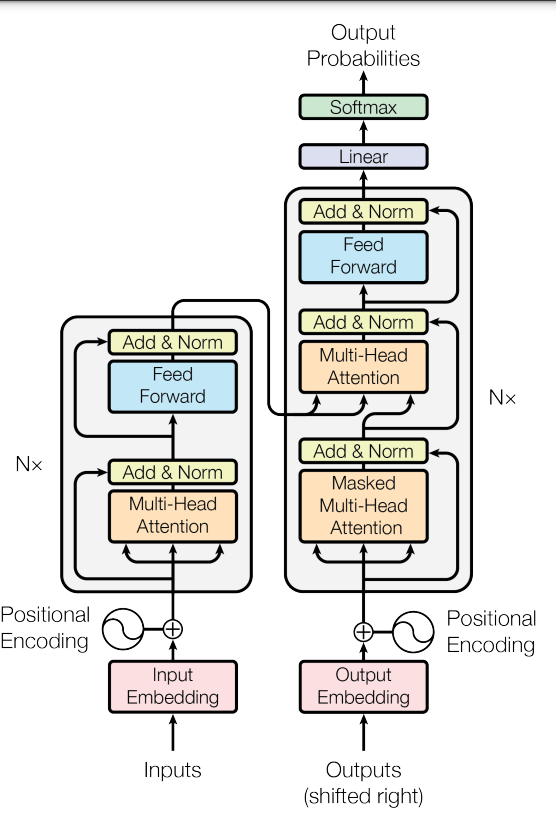 Output
Probabilities
Softmax
Linear
Add & Norm
Feed
Forward
Add & Norm
Multi-Head
Attention
Add & Norm
Masked
Multi-Head
Attention
N×
Add & Norm
Feed
Forward
Add & Norm
Multi-Head
Attention
N×
Positional
Encoding
Positional
Encoding
Input
Embedding
Output
Embedding
Inputs
Outputs
(shifted right)